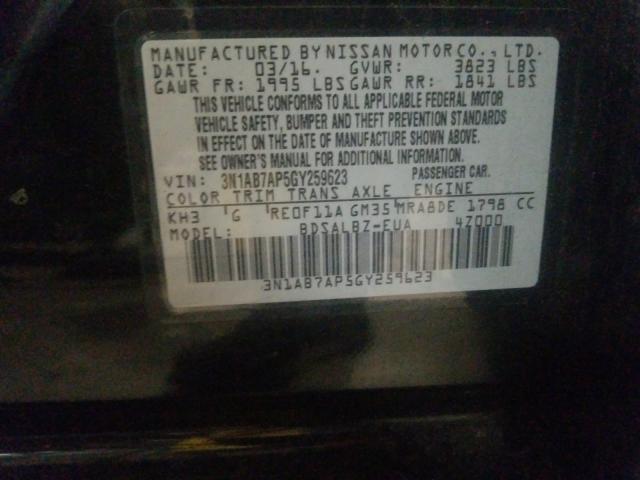 MANUFACTURED BY NISSAN MOTOR CO., LTD.
DATE: 03/16. GVWR: 3823 LBS
GAWR FR: 1995 LBS GAWR RR: 1841 LBS
THIS VEHICLE CONFORMS TO ALL APPLICABLE FEDERAL MOTOR
VEHICLE SAFETY, BUMPER AND THEFT PREVENTION STANDARDS
IN EFFECT ON THE DATE OF MANUFACTURE SHOWN ABOVE.
SEE OWNER'S MANUAL FOR ADDITIONAL INFORMATION.
VIN: 3N1AB7AP5GY259623 PASSENGER CAR.
COLOR TRIM TRANS AXLE ENGINE
KH3 G RE0F11A GM35 MRA8DE 1798 CC
MODEL: BDSALBZ-EUA 4Z000
3N1AB7AP5GY259623